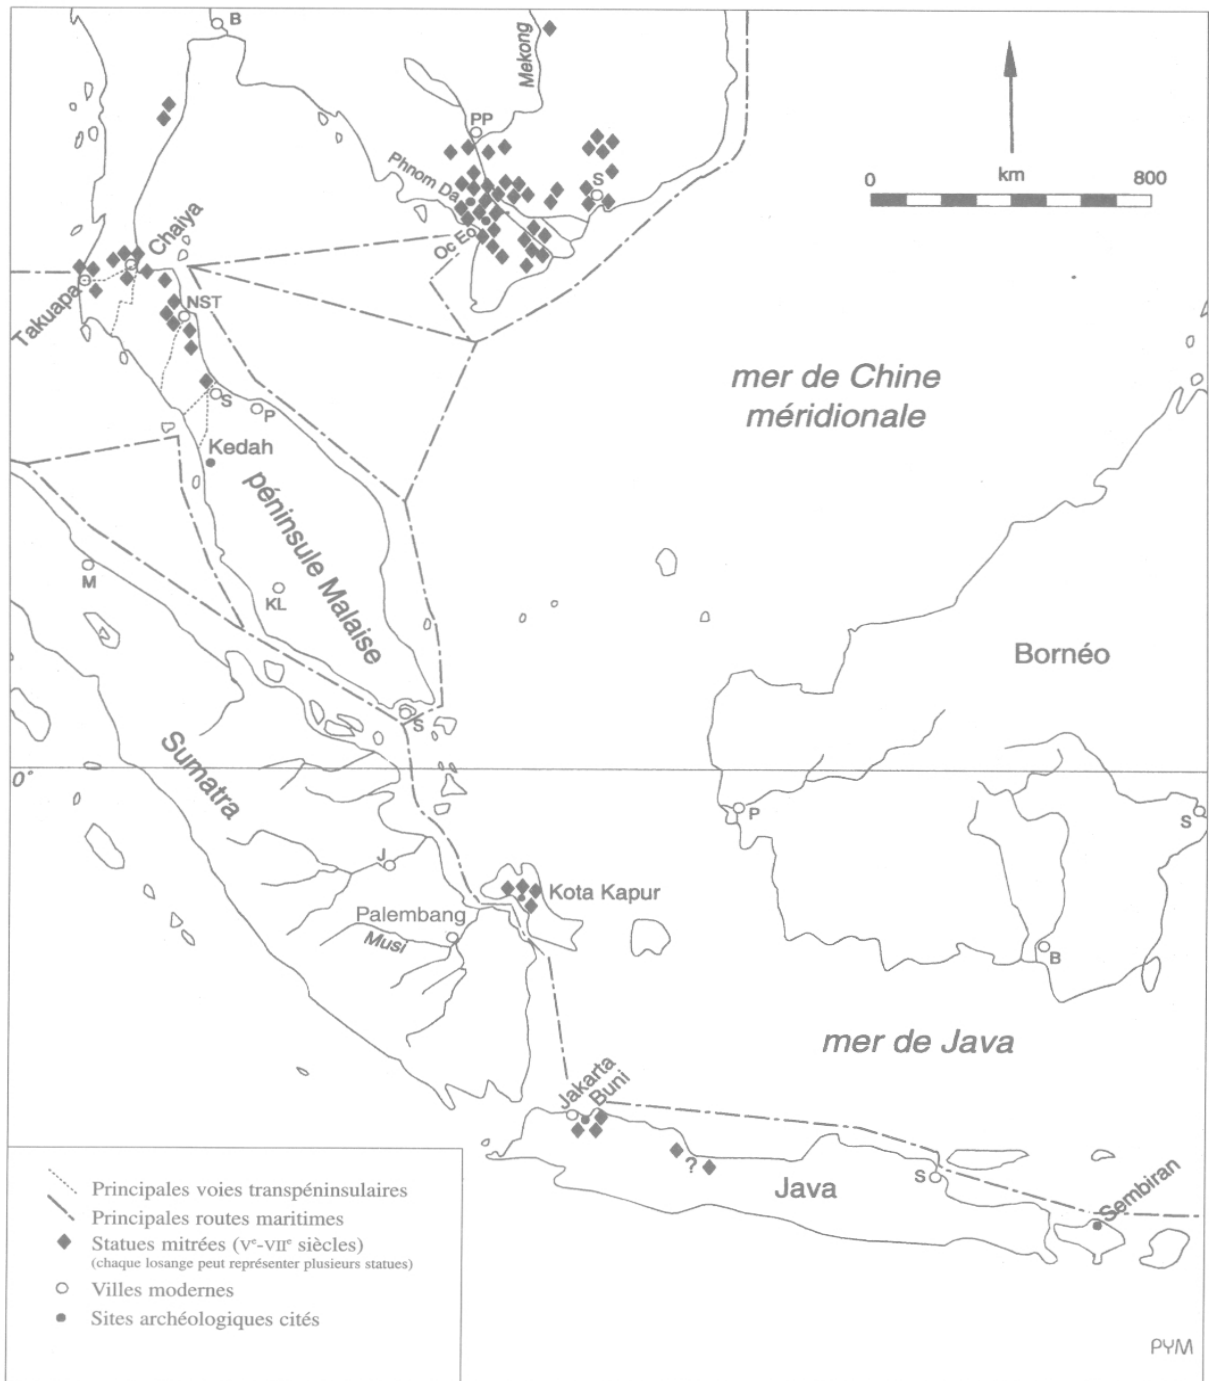 B
Mekong
PP
Phnom Da
S
Oc Eo
0
km
800
Chaiya
Takuapa
NST
S
P
Kedah
péninsule Malaise
mer de Chine
méridionale
M
KL
Bornéo
S
Sumatra
0°
P
S
J
Kota Kapur
Palembang
Musi
B
mer de Java
Jakarta
Buni
?
Java
S
Sembiran
Principales voies transpéninsulaires
Principales routes maritimes
Statues mitrées (Vᵉ-VIIᵉ siècles)
(chaque losange peut représenter plusieurs statues)
Villes modernes
Sites archéologiques cités
PYM